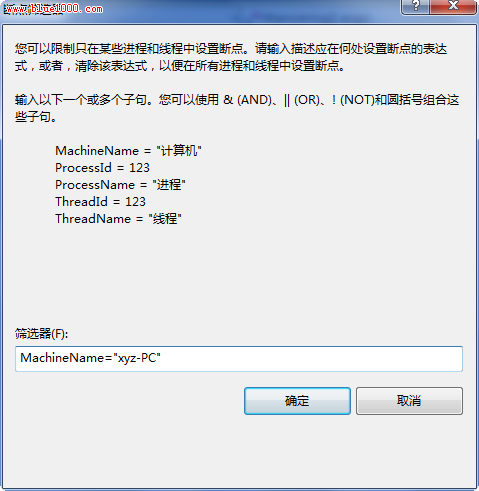 您可以限制只在某些进程和线程中设置断点。请输入描述应在何处设置断点的表达
式，或者，清除该表达式，以便在所有进程和线程中设置断点。
输入以下一个或多个子句。您可以使用 & (AND)、|| (OR)、! (NOT)和圆括号组合这
些子句。
MachineName = "计算机"
ProcessId = 123
ProcessName = "进程"
ThreadId = 123
ThreadName = "线程"
筛选器(F):
MachineName="xyz-PC"
确定
取消